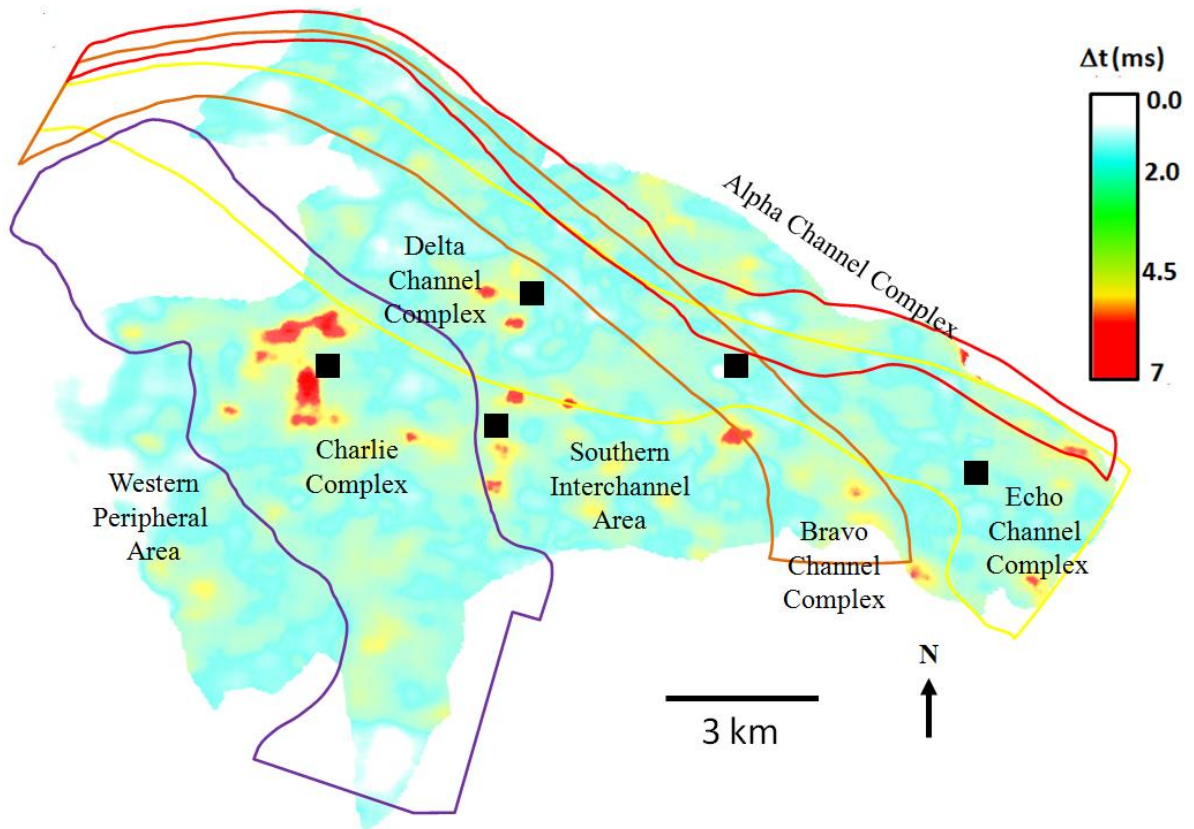 Δt (ms)
0.0
2.0
4.5
7
Alpha Channel Complex
Delta
Channel
Complex
Charlie
Complex
Southern
Interchannel
Area
Western
Peripheral
Area
Echo
Channel
Complex
Bravo
Channel
Complex
N
3 km